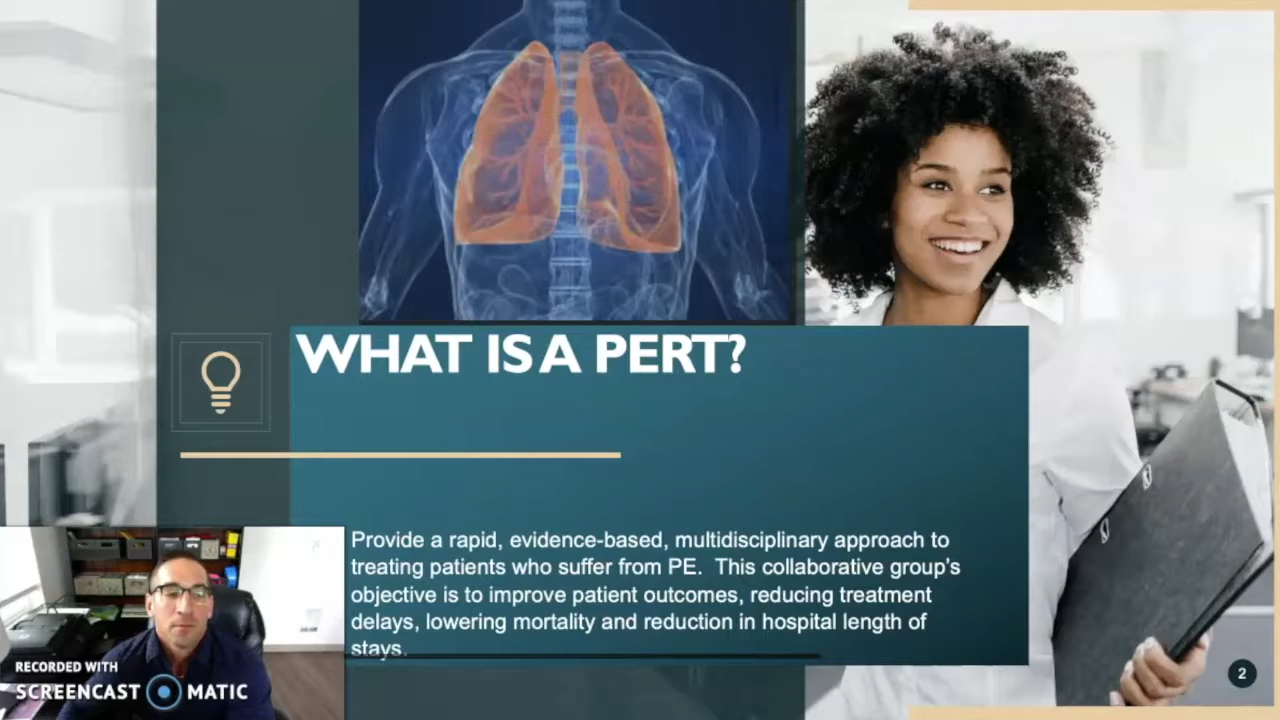 WHAT IS A PERT?
Provide a rapid, evidence-based, multidisciplinary approach to
treating patients who suffer from PE. This collaborative group's
objective is to improve patient outcomes, reducing treatment
delays, lowering mortality and reduction in hospital length of
stays.
RECORDED WITH
SCREENCAST MATIC
2